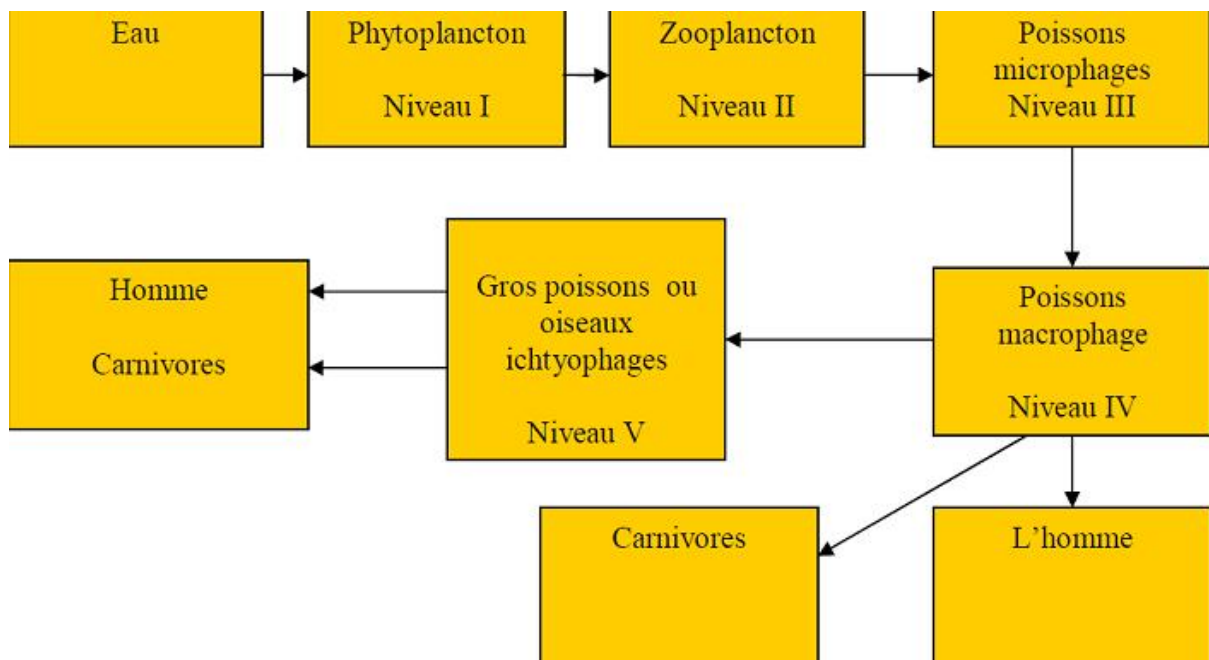 Eau
Phytoplancton
Niveau I
Zooplancton
Niveau II
Poissons
microphages
Niveau III
Homme
Carnivores
Gros poissons ou
oiseaux
ichtyophages
Niveau V
Poissons
macrophage
Niveau IV
Carnivores
L'homme